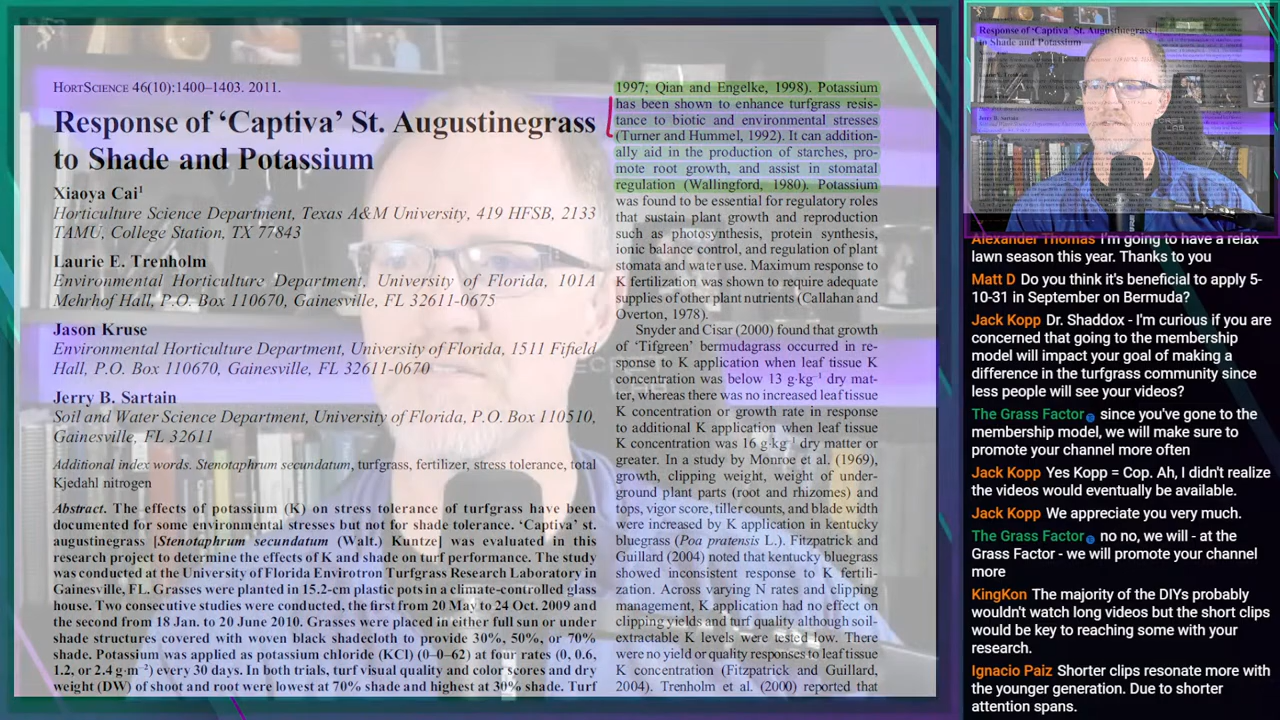 HORTSCIENCE 46(10):1400–1403. 2011.
Response of ‘Captiva’ St. Augustinegrass
to Shade and Potassium
Xiaoya Cai1
Horticulture Science Department, Texas A&M University, 419 HFSB, 2133
TAMU, College Station, TX 77843
Laurie E. Trenholm
Environmental Horticulture Department, University of Florida, 101A
Mehrhof Hall, P.O. Box 110670, Gainesville, FL 32611-0675
Jason Kruse
Environmental Horticulture Department, University of Florida, 1511 Fifield
Hall, P.O. Box 110670, Gainesville, FL 32611-0670
Jerry B. Sartain
Soil and Water Science Department, University of Florida, P.O. Box 110510,
Gainesville, FL 32611
Additional index words. Stenotaphrum secundatum, turfgrass, fertilizer, stress tolerance, total
Kjedahl nitrogen
Abstract. The effects of potassium (K) on stress tolerance of turfgrass have been
documented for some environmental stresses but not for shade tolerance. ‘Captiva’ st.
augustinegrass [Stenotaphrum secundatum (Walt.) Kuntze] was evaluated in this
research project to determine the effects of K and shade on turf performance. The study
was conducted at the University of Florida Envirotron Turfgrass Research Laboratory in
Gainesville, FL. Grasses were planted in 15.2-cm plastic pots in a climate-controlled glass
house. Two consecutive studies were conducted, the first from 20 May to 24 Oct. 2009 and
the second from 18 Jan. to 20 June 2010. Grasses were placed in either full sun or under
shade structures covered with woven black shadecloth to provide 30%, 50%, or 70%
shade. Potassium was applied as potassium chloride (KCl) (0–0–62) at four rates (0, 0.6,
1.2, or 2.4 g·m−2) every 30 days. In both trials, turf visual quality and color scores and dry
weight (DW) of shoot and root were lowest at 70% shade and highest at 30% shade. Turf
1997; Qian and Engelke, 1998). Potassium
has been shown to enhance turfgrass resis-
tance to biotic and environmental stresses
(Turner and Hummel, 1992). It can addition-
ally aid in the production of starches, pro-
mote root growth, and assist in stomatal
regulation (Wallingford, 1980). Potassium
was found to be essential for regulatory roles
that sustain plant growth and reproduction
such as photosynthesis, protein synthesis,
ionic balance control, and regulation of plant
stomata and water use. Maximum response to
K fertilization was shown to require adequate
supplies of other plant nutrients (Callahan and
Overton, 1978).
Snyder and Cisar (2000) found that growth
of ‘Tifgreen’ bermudagrass occurred in re-
sponse to K application when leaf tissue K
concentration was below 13 g·kg−1 dry mat-
ter, whereas there was no increased leaf tissue
K concentration or growth rate in response
to additional K application when leaf tissue
K concentration was 16 g·kg−1 dry matter or
greater. In a study by Monroe et al. (1969),
growth, clipping weight, weight of under-
ground plant parts (root and rhizomes) and
tops, vigor score, tiller counts, and blade width
were increased by K application in kentucky
bluegrass (Poa pratensis L.). Fitzpatrick and
Guillard (2004) noted that kentucky bluegrass
showed inconsistent response to K fertili-
zation. Across varying N rates and clipping
management, K application had no effect on
clipping yields and turf quality although soil-
extractable K levels were tested low. There
were no yield or quality responses to leaf tissue
K concentration (Fitzpatrick and Guillard,
2004). Trenholm et al. (2000) reported that
Response of ‘Captiva’ St. Augustinegrass
to Shade and Potassium
Alexander Thomas I'm going to have a relax
lawn season this year. Thanks to you
Matt D Do you think it's beneficial to apply 5-
10-31 in September on Bermuda?
Jack Kopp Dr. Shaddox - I'm curious if you are
concerned that going to the membership
model will impact your goal of making a
difference in the turfgrass community since
less people will see your videos?
The Grass Factor since you've gone to the
membership model, we will make sure to
promote your channel more often
Jack Kopp Yes Kopp = Cop. Ah, I didn't realize
the videos would eventually be available.
Jack Kopp We appreciate you very much.
The Grass Factor no no, we will - at the
Grass Factor - we will promote your channel
more
KingKon The majority of the DIYs probably
wouldn't watch long videos but the short clips
would be key to reaching some with your
research.
Ignacio Paiz Shorter clips resonate more with
the younger generation. Due to shorter
attention spans.